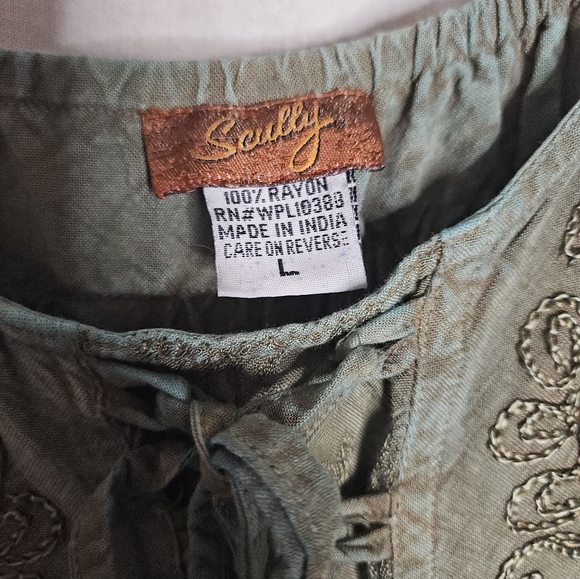 Scully
100% RAYON
RN#WPL10383
MADE IN INDIA
CARE ON REVERSE
L